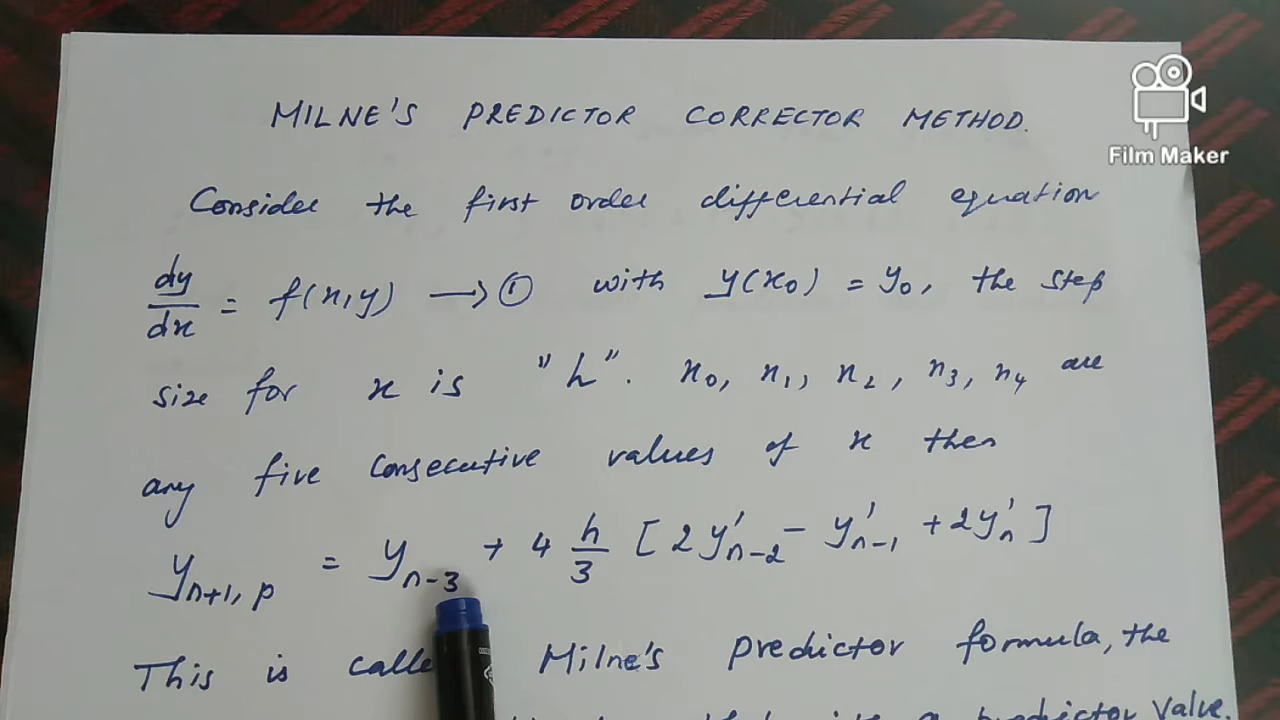 MILNE'S PREDICTOR CORRECTOR METHOD.
Film Maker
Consider the first order differential equation
dy/dx = f(x,y) → ① with y(x₀) = y₀, the step
size for x is "h". x₀, x₁, x₂, x₃, x₄ are
any five consecutive values of x then
yₙ₊₁,ₚ = yₙ₋₃ + 4 h/3 [2y'ₙ₋₂ - y'ₙ₋₁ + 2y'ₙ]
This is calle Milne's predictor formula, the
a predictor value.